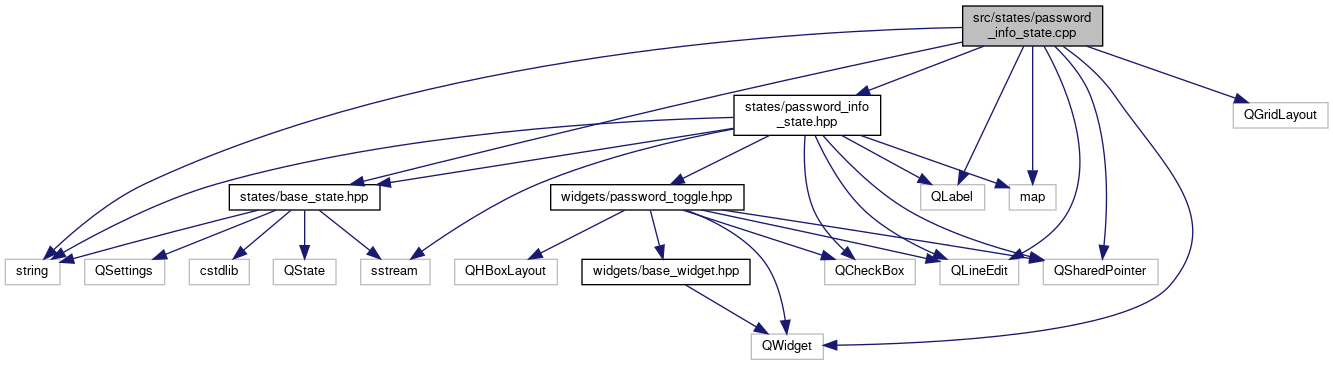 src/states/password
_info_state.cpp
states/password_info
_state.hpp
QGridLayout
states/base_state.hpp
widgets/password_toggle.hpp
QLabel
map
string
QSettings
cstdlib
QState
sstream
QHBoxLayout
widgets/base_widget.hpp
QCheckBox
QLineEdit
QSharedPointer
QWidget